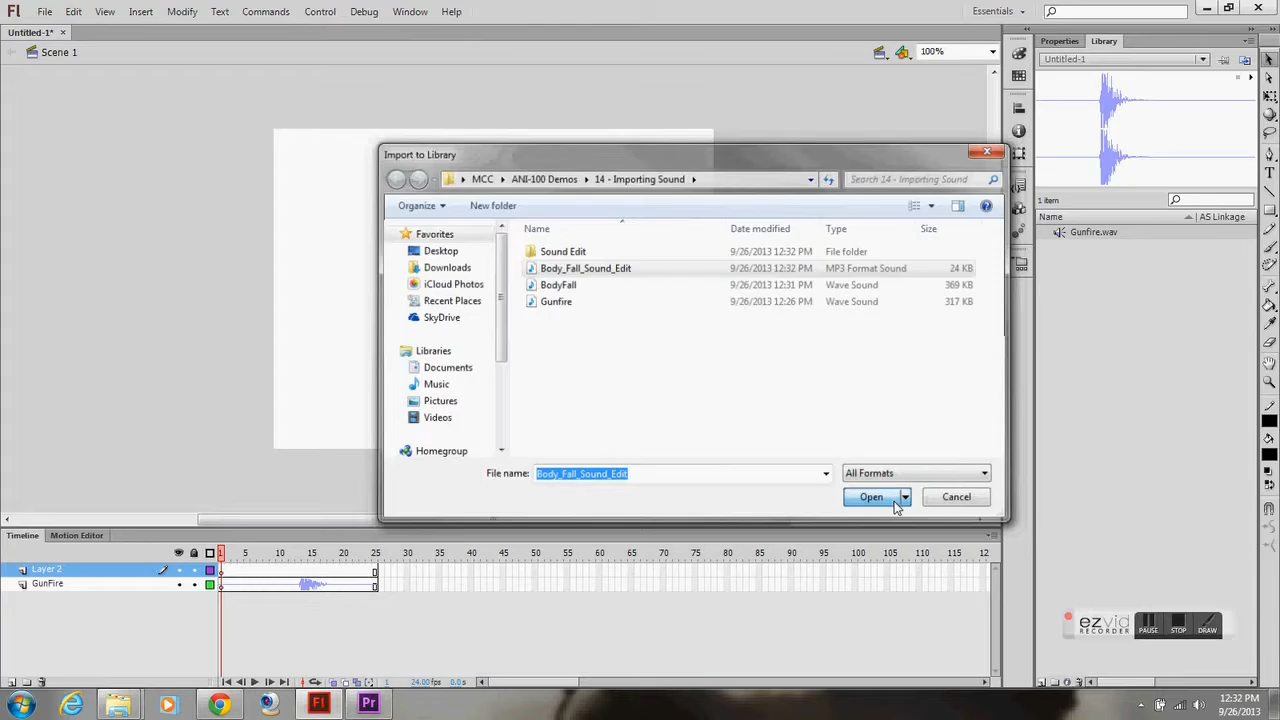 Fl File Edit View Insert Modify Text Commands Control Debug Window Help Essentials
Untitled-1* ×
Scene 1 100%
Properties Library
Untitled-1
1 item
Name AS Linkage
Gunfire.wav
Import to Library
MCC ANI-100 Demos 14 - Importing Sound Search 14 - Importing Sound
Organize New folder
Name Date modified Type Size
Favorites
Desktop
Downloads
iCloud Photos
Recent Places
SkyDrive
Libraries
Documents
Music
Pictures
Videos
Homegroup
Sound Edit 9/26/2013 12:32 PM File folder
Body_Fall_Sound_Edit 9/26/2013 12:32 PM MP3 Format Sound 24 KB
BodyFall 9/26/2013 12:31 PM Wave Sound 369 KB
Gunfire 9/26/2013 12:26 PM Wave Sound 317 KB
File name: Body_Fall_Sound_Edit All Formats
Open Cancel
Timeline Motion Editor
1 5 10 15 20 25 30 35 40 45 50 55 60 65 70 75 80 85 90 95 100 105 110 115 12
Layer 2
GunFire
24.00 fps 0.0 s
ezvid
RECORDER
PAUSE STOP DRAW
Fl Pr
12:32 PM
9/26/2013